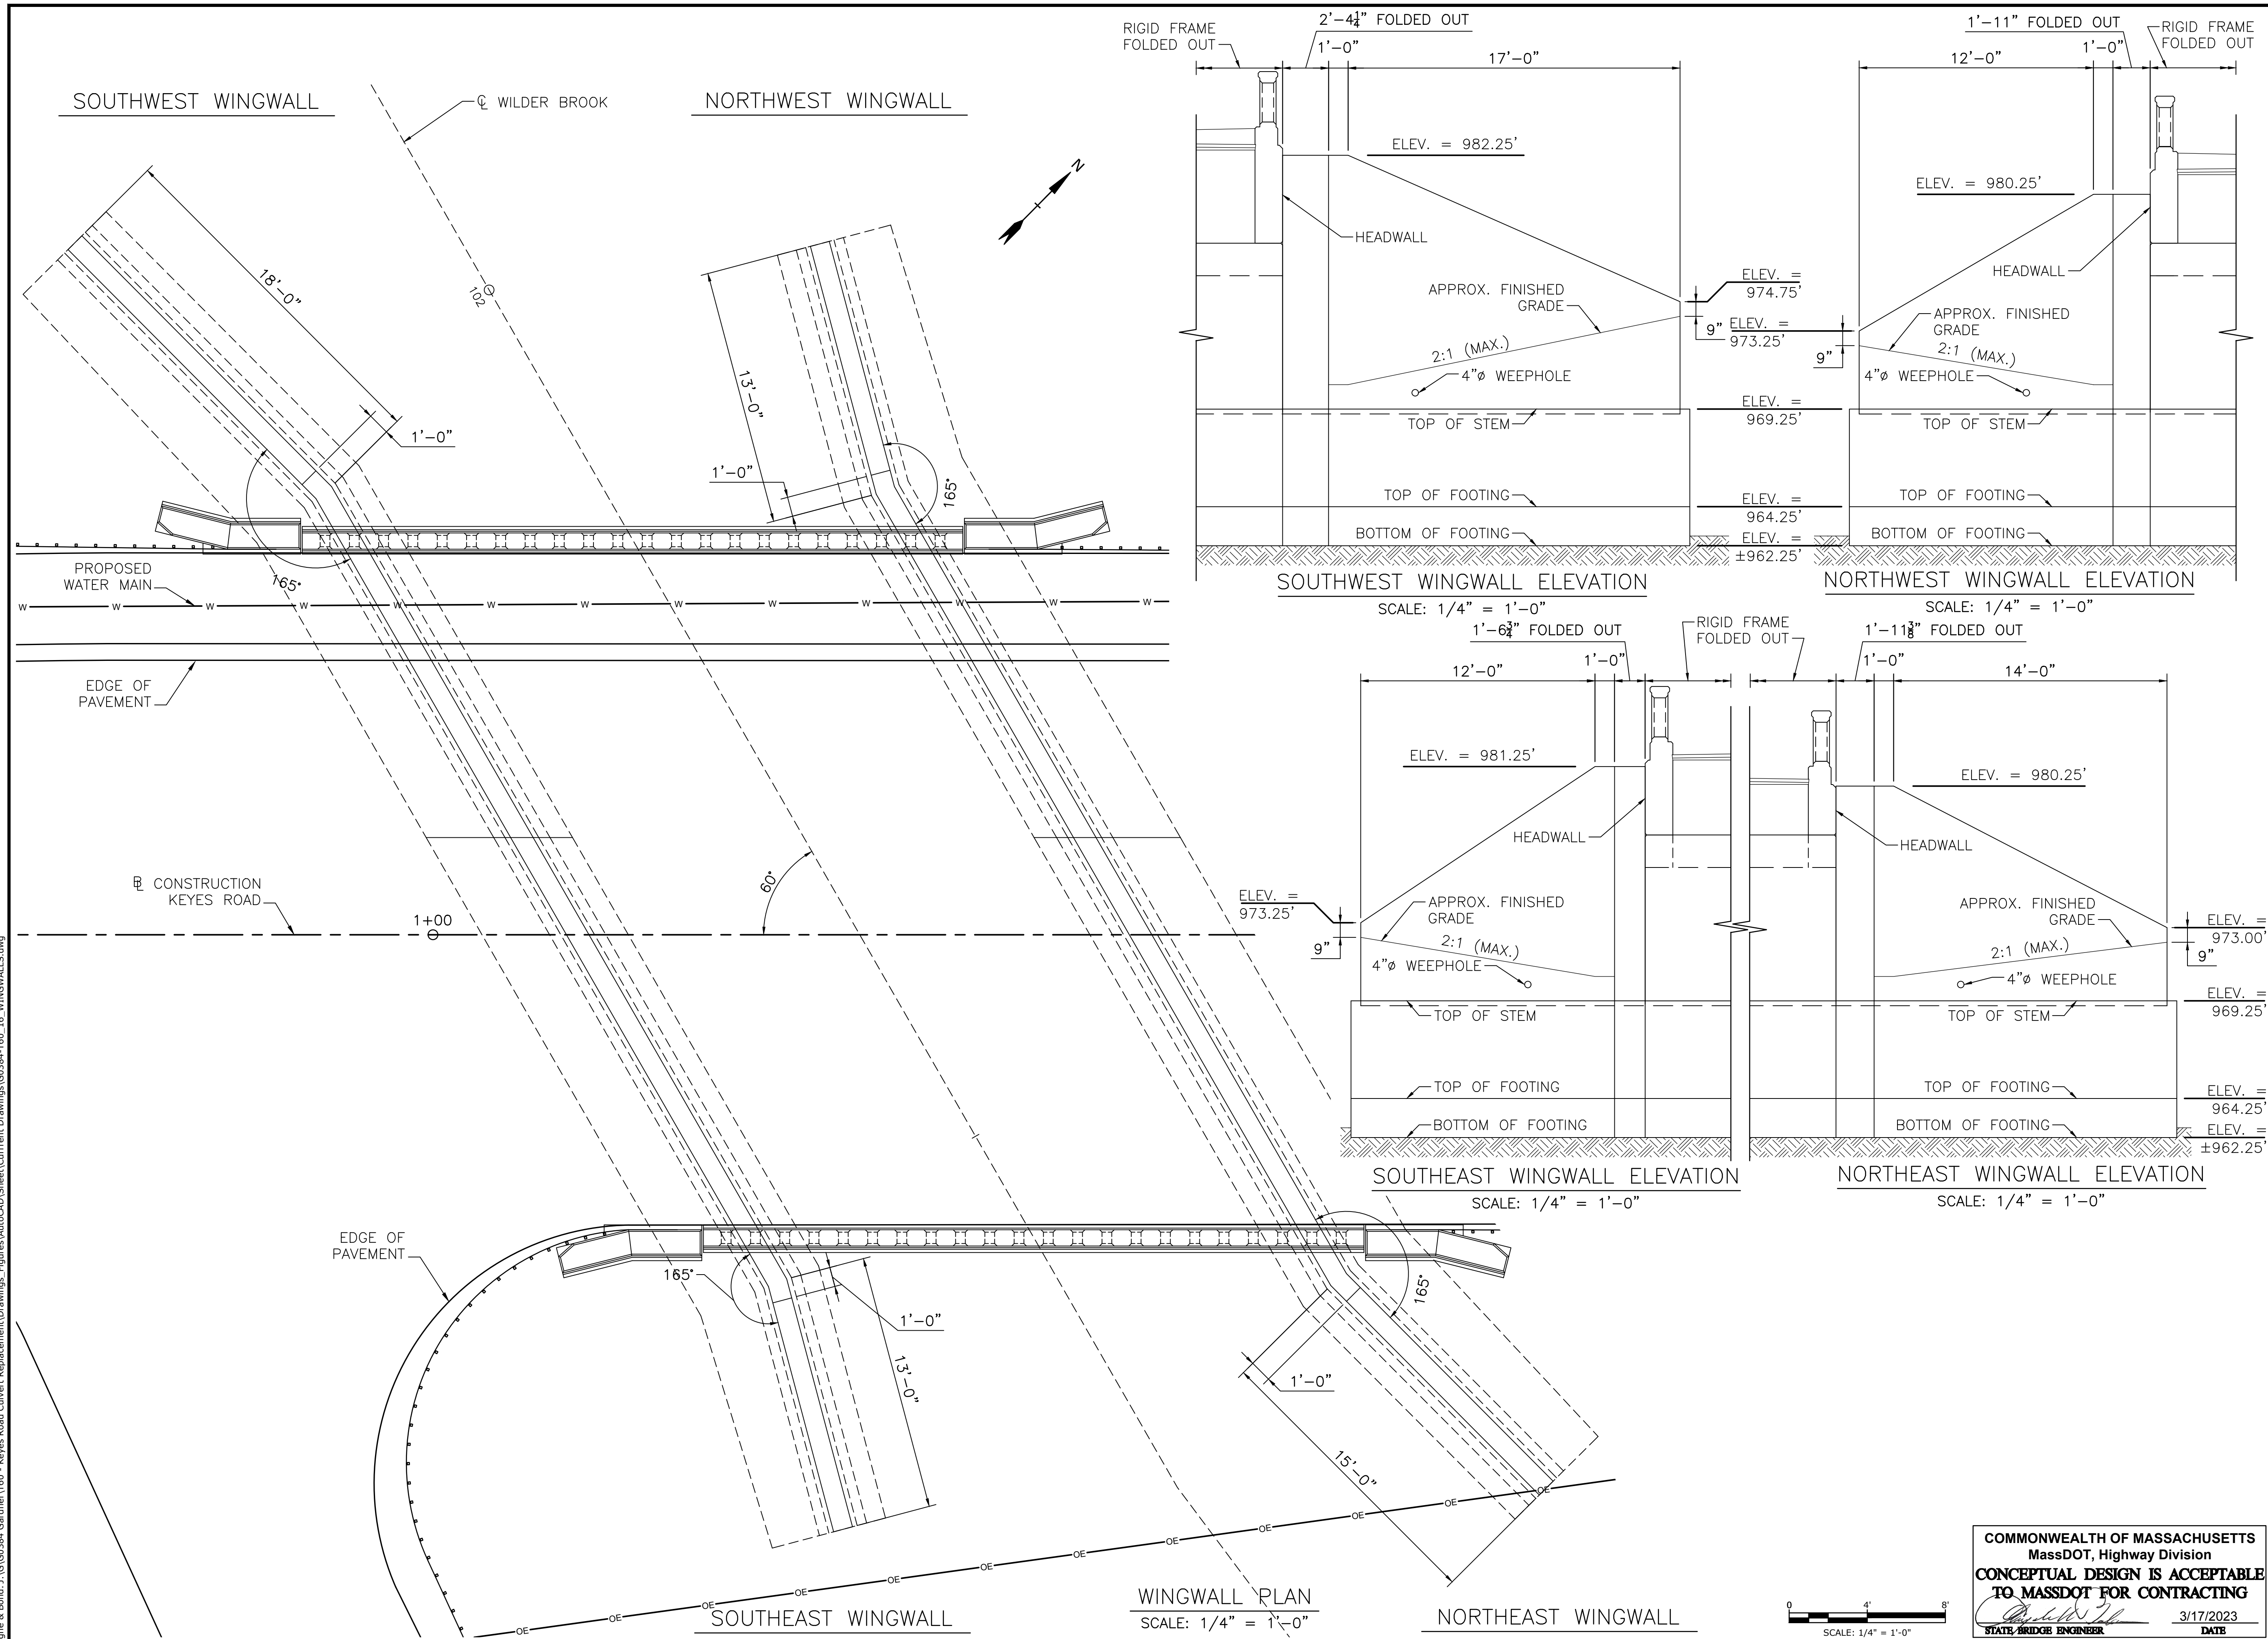 SOUTHWEST WINGWALL
℄ WILDER BROOK
NORTHWEST WINGWALL
N
18'-0"
102
13'-0"
1'-0"
1'-0"
165°
165°
PROPOSED
WATER MAIN
W W W W W W W W W W W W W
EDGE OF
PAVEMENT
℄ CONSTRUCTION
KEYES ROAD
1+00
60°
EDGE OF
PAVEMENT
165°
1'-0"
13'-0"
165°
1'-0"
15'-0"
OE OE OE OE OE OE OE OE OE OE OE OE
SOUTHEAST WINGWALL
WINGWALL PLAN
SCALE: 1/4" = 1'-0"
NORTHEAST WINGWALL
RIGID FRAME
FOLDED OUT
2'-4¼" FOLDED OUT
1'-0"
17'-0"
ELEV. = 982.25'
HEADWALL
APPROX. FINISHED
GRADE
2:1 (MAX.)
4"ø WEEPHOLE
TOP OF STEM
TOP OF FOOTING
BOTTOM OF FOOTING
ELEV. =
974.75'
9"
SOUTHWEST WINGWALL ELEVATION
SCALE: 1/4" = 1'-0"
1'-11" FOLDED OUT
RIGID FRAME
FOLDED OUT
12'-0"
1'-0"
ELEV. = 980.25'
HEADWALL
ELEV. =
973.25'
9"
APPROX. FINISHED
GRADE
2:1 (MAX.)
4"ø WEEPHOLE
ELEV. =
969.25'
TOP OF STEM
TOP OF FOOTING
ELEV. =
964.25'
BOTTOM OF FOOTING
ELEV. =
±962.25'
NORTHWEST WINGWALL ELEVATION
SCALE: 1/4" = 1'-0"
1'-6¾" FOLDED OUT
RIGID FRAME
FOLDED OUT
12'-0"
1'-0"
ELEV. = 981.25'
HEADWALL
ELEV. =
973.25'
9"
APPROX. FINISHED
GRADE
2:1 (MAX.)
4"ø WEEPHOLE
TOP OF STEM
TOP OF FOOTING
BOTTOM OF FOOTING
SOUTHEAST WINGWALL ELEVATION
SCALE: 1/4" = 1'-0"
1'-11⅜" FOLDED OUT
1'-0"
14'-0"
ELEV. = 980.25'
HEADWALL
APPROX. FINISHED
GRADE
2:1 (MAX.)
4"ø WEEPHOLE
ELEV. =
973.00'
9"
ELEV. =
969.25'
TOP OF STEM
TOP OF FOOTING
ELEV. =
964.25'
BOTTOM OF FOOTING
ELEV. =
±962.25'
NORTHEAST WINGWALL ELEVATION
SCALE: 1/4" = 1'-0"
0 4' 8'
SCALE: 1/4" = 1'-0"
COMMONWEALTH OF MASSACHUSETTS
MassDOT, Highway Division
CONCEPTUAL DESIGN IS ACCEPTABLE
TO MASSDOT FOR CONTRACTING
3/17/2023
STATE BRIDGE ENGINEER DATE